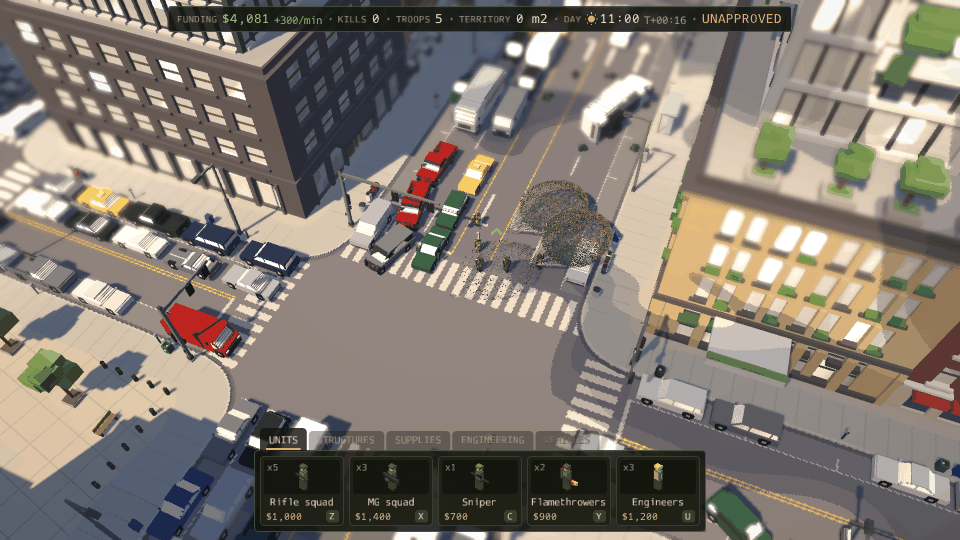 FUNDING $4,081 +300/min · KILLS 0 · TROOPS 5 · TERRITORY 0 m2 · DAY 11:00 T+00:16 · UNAPPROVED
UNITS STRUCTURES SUPPLIES ENGINEERING
x5 x3 x1 x2 x3
Rifle squad MG squad Sniper Flamethrowers Engineers
$1,000 Z $1,400 X $700 C $900 Y $1,200 U